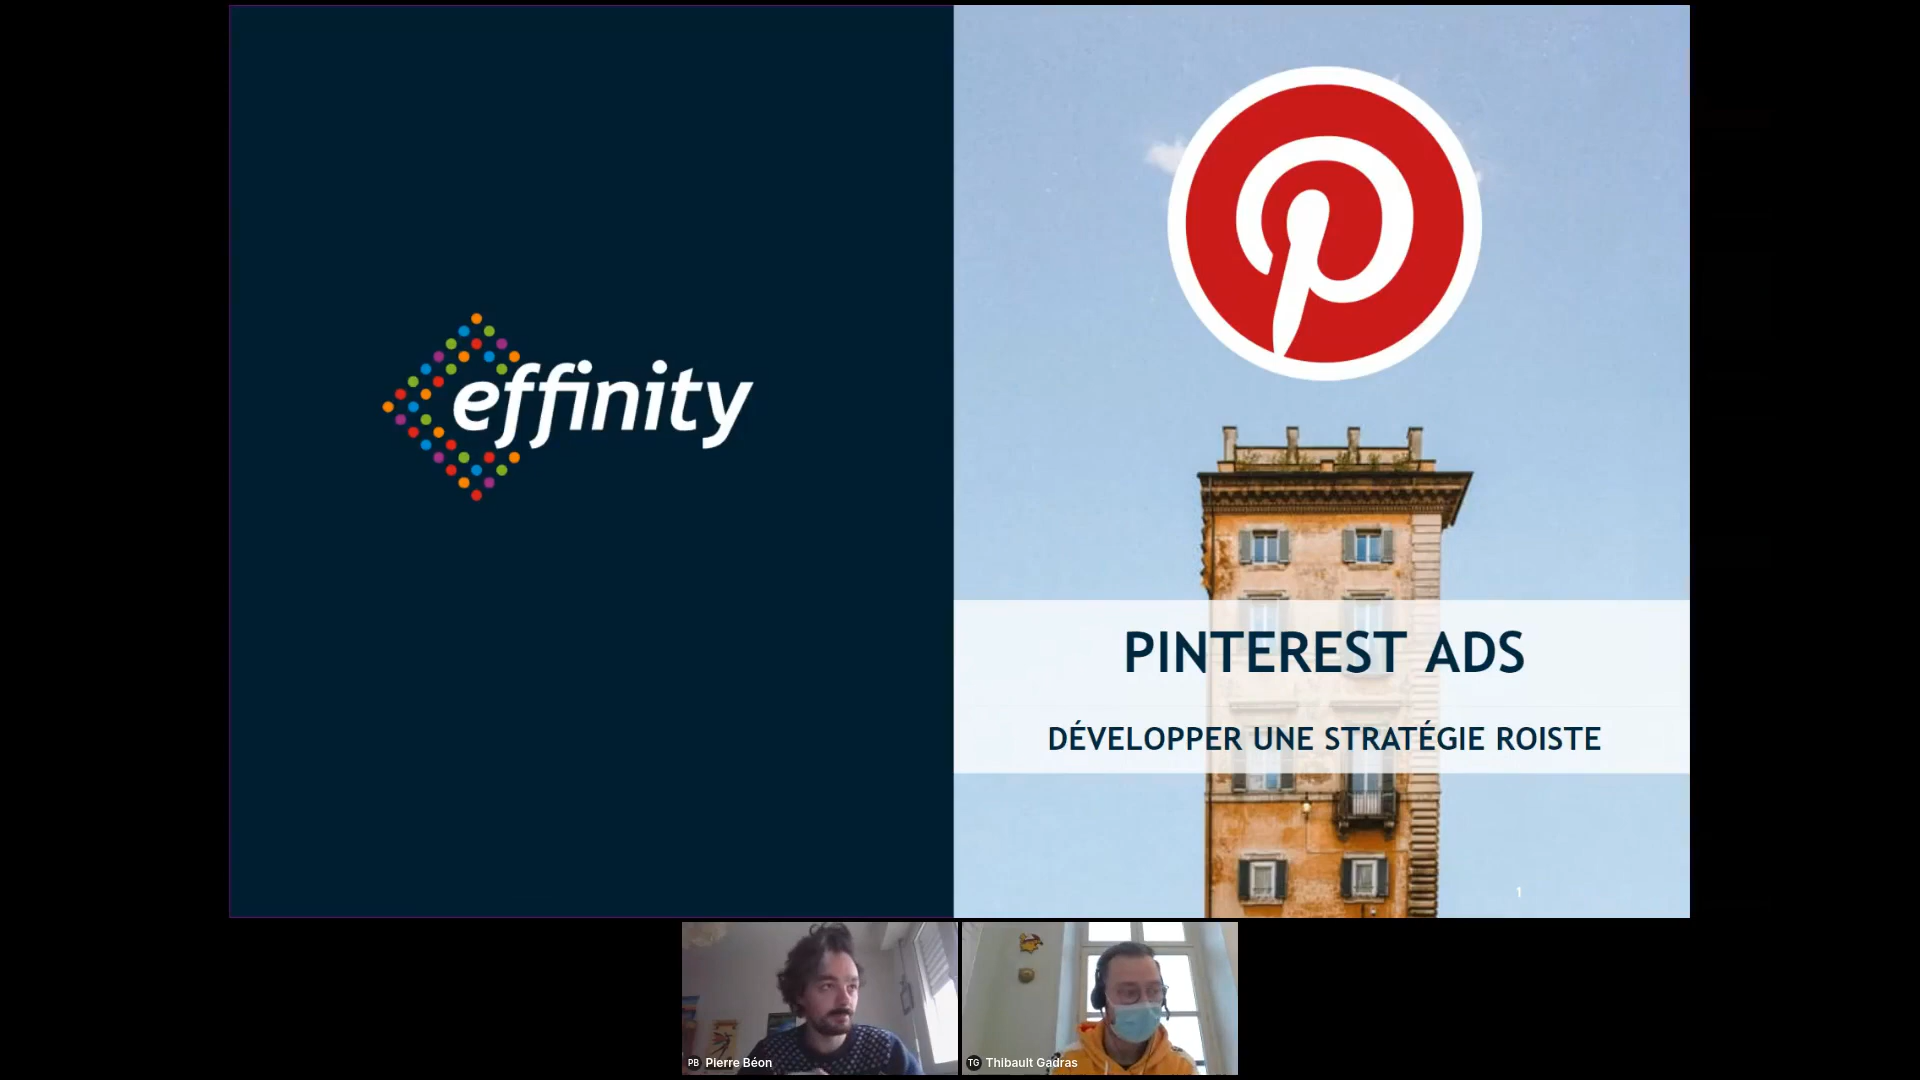 effinity
PINTEREST ADS
DÉVELOPPER UNE STRATÉGIE ROISTE
1
PB Pierre Béon
TG Thibault Gadras